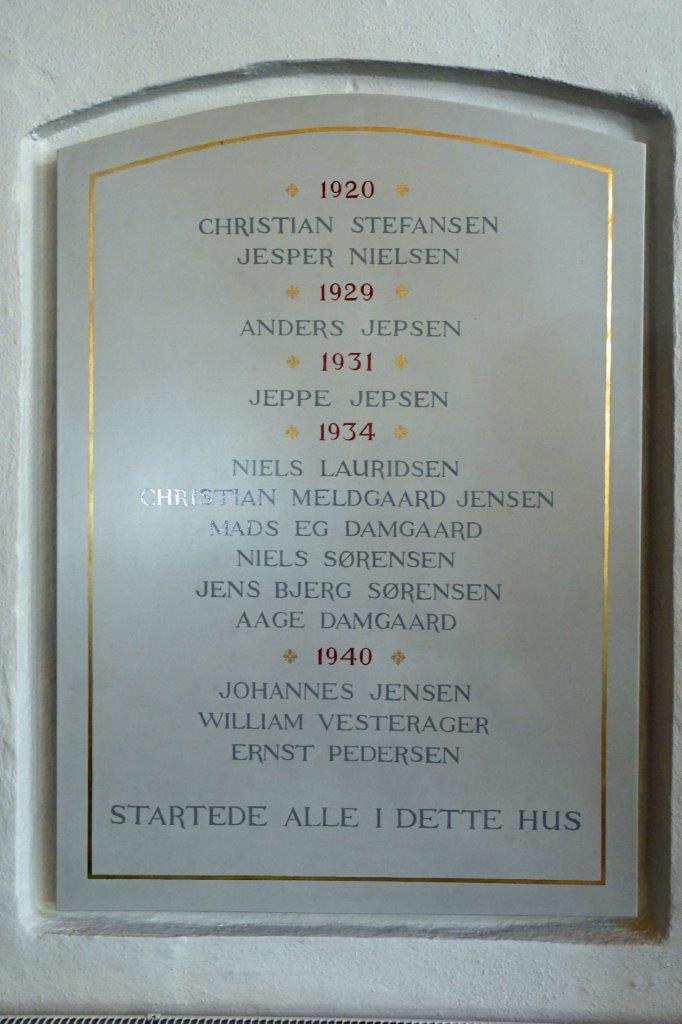 1920
CHRISTIAN STEFANSEN
JESPER NIELSEN
1929
ANDERS JEPSEN
1931
JEPPE JEPSEN
1934
NIELS LAURIDSEN
CHRISTIAN MELDGAARD JENSEN
MADS EG DAMGAARD
NIELS SØRENSEN
JENS BJERG SØRENSEN
AAGE DAMGAARD
1940
JOHANNES JENSEN
WILLIAM VESTERAGER
ERNST PEDERSEN
STARTEDE ALLE I DETTE HUS